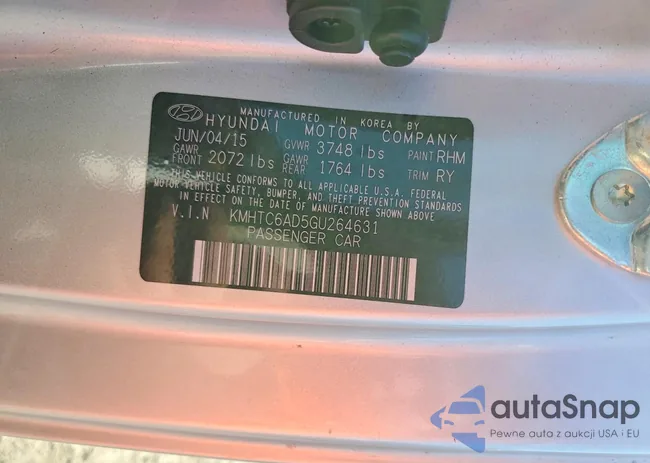 MANUFACTURED IN KOREA BY
HYUNDAI MOTOR COMPANY
JUN/04/15 GVWR 3748 lbs PAINT RHM
GAWR FRONT 2072 lbs GAWR REAR 1764 lbs TRIM RY
THIS VEHICLE CONFORMS TO ALL APPLICABLE U.S.A. FEDERAL
MOTOR VEHICLE SAFETY, BUMPER, AND THEFT PREVENTION STANDARDS
IN EFFECT ON THE DATE OF MANUFACTURE SHOWN ABOVE.
V.I.N KMHTC6AD5GU264631
PASSENGER CAR
autaSnap
Pewne auta z aukcji USA i EU